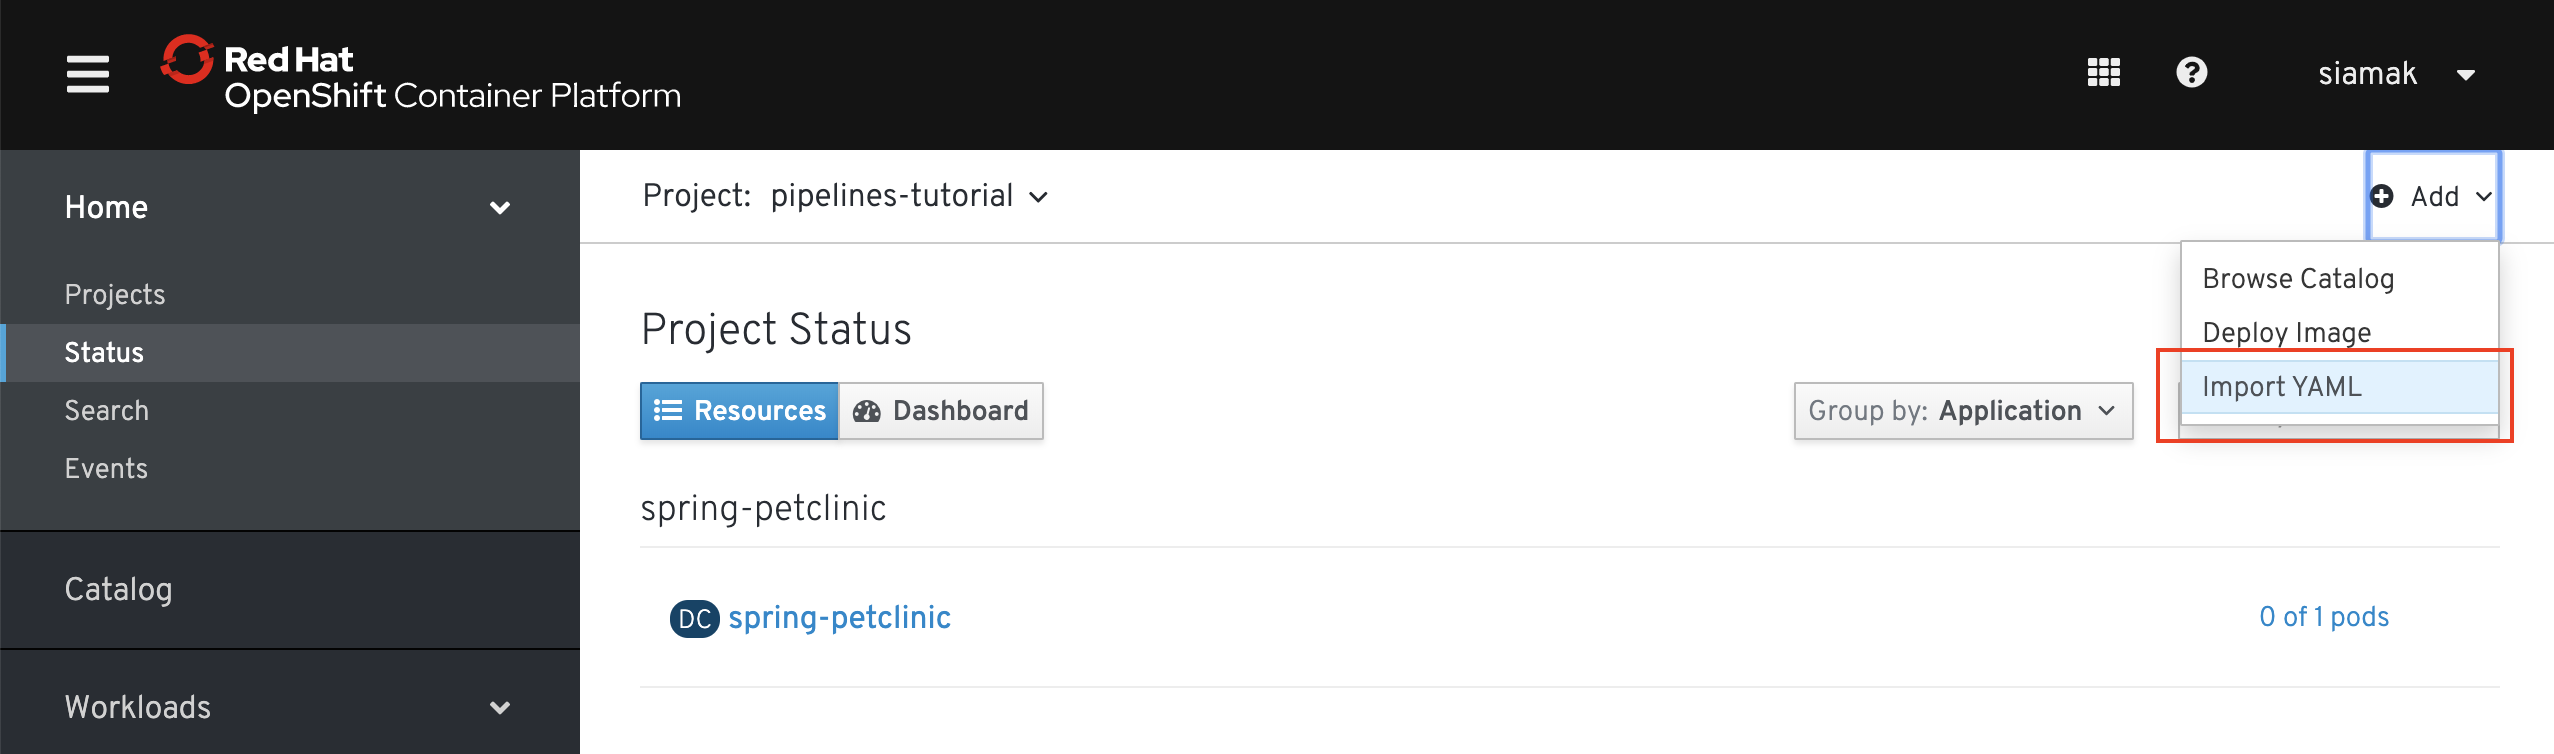 Red Hat
OpenShift Container Platform
siamak
Home
Projects
Status
Search
Events
Catalog
Workloads
Project: pipelines-tutorial
Add
Browse Catalog
Deploy Image
Import YAML
Project Status
Resources
Dashboard
Group by: Application
spring-petclinic
DC spring-petclinic
0 of 1 pods